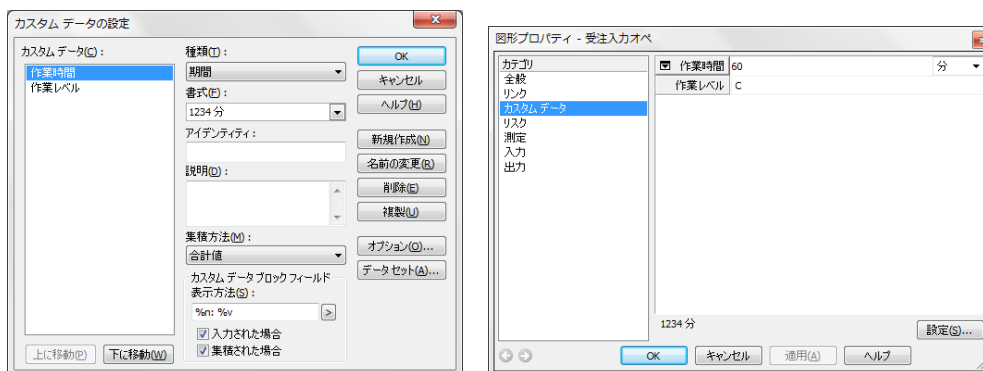 カスタム データの設定
カスタム データ(C):
作業時間
作業レベル
上に移動(P)
下に移動(W)
種類(T):
期間
書式(F):
1234 分
アイデンティティ:
説明(D):
集積方法(M):
合計値
カスタム データ ブロック フィールド
表示方法(S):
%n: %v
>
入力された場合
集積された場合
OK
キャンセル
ヘルプ(H)
新規作成(N)
名前の変更(R)
削除(E)
複製(U)
オプション(O)...
データ セット(A)...
図形プロパティ - 受注入力オペ
カテゴリ
全般
リンク
カスタム データ
リスク
測定
入力
出力
作業時間 60 分
作業レベル C
1234 分
設定(S)...
OK
キャンセル
適用(A)
ヘルプ